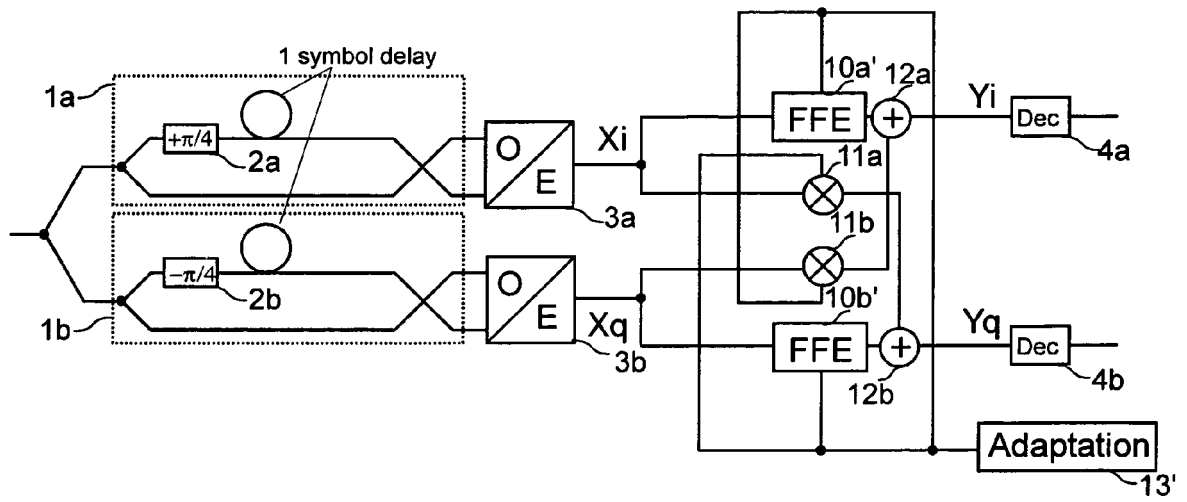 1 symbol delay
1a
+π/4
2a
O
E
3a
Xi
10a'
FFE
12a
+
Yi
Dec
4a
11a
11b
1b
−π/4
2b
O
E
3b
Xq
10b'
FFE
12b
+
Yq
Dec
4b
Adaptation
13'